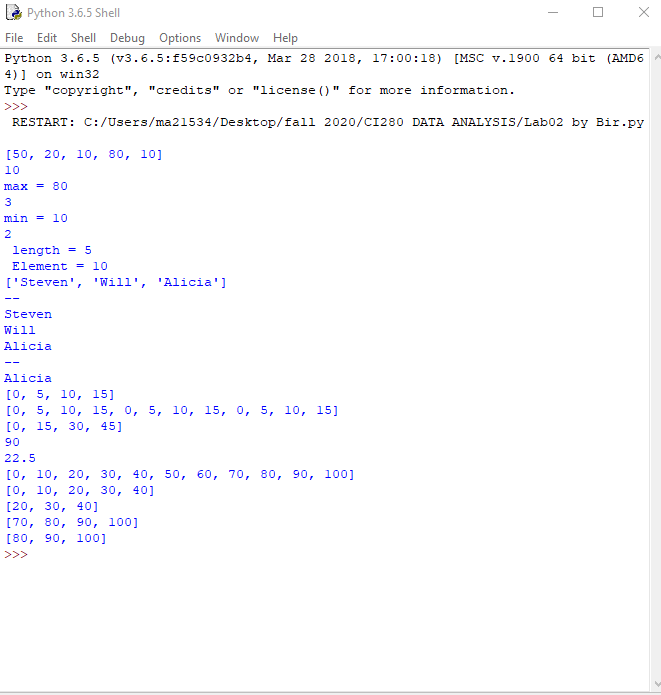 Python 3.6.5 Shell
File Edit Shell Debug Options Window Help
Python 3.6.5 (v3.6.5:f59c0932b4, Mar 28 2018, 17:00:18) [MSC v.1900 64 bit (AMD6
4)] on win32
Type "copyright", "credits" or "license()" for more information.
>>>
 RESTART: C:/Users/ma21534/Desktop/fall 2020/CI280 DATA ANALYSIS/Lab02 by Bir.py
[50, 20, 10, 80, 10]
10
max = 80
3
min = 10
2
 length = 5
 Element = 10
['Steven', 'Will', 'Alicia']
--
Steven
Will
Alicia
--
Alicia
[0, 5, 10, 15]
[0, 5, 10, 15, 0, 5, 10, 15, 0, 5, 10, 15]
[0, 15, 30, 45]
90
22.5
[0, 10, 20, 30, 40, 50, 60, 70, 80, 90, 100]
[0, 10, 20, 30, 40]
[20, 30, 40]
[70, 80, 90, 100]
[80, 90, 100]
>>>